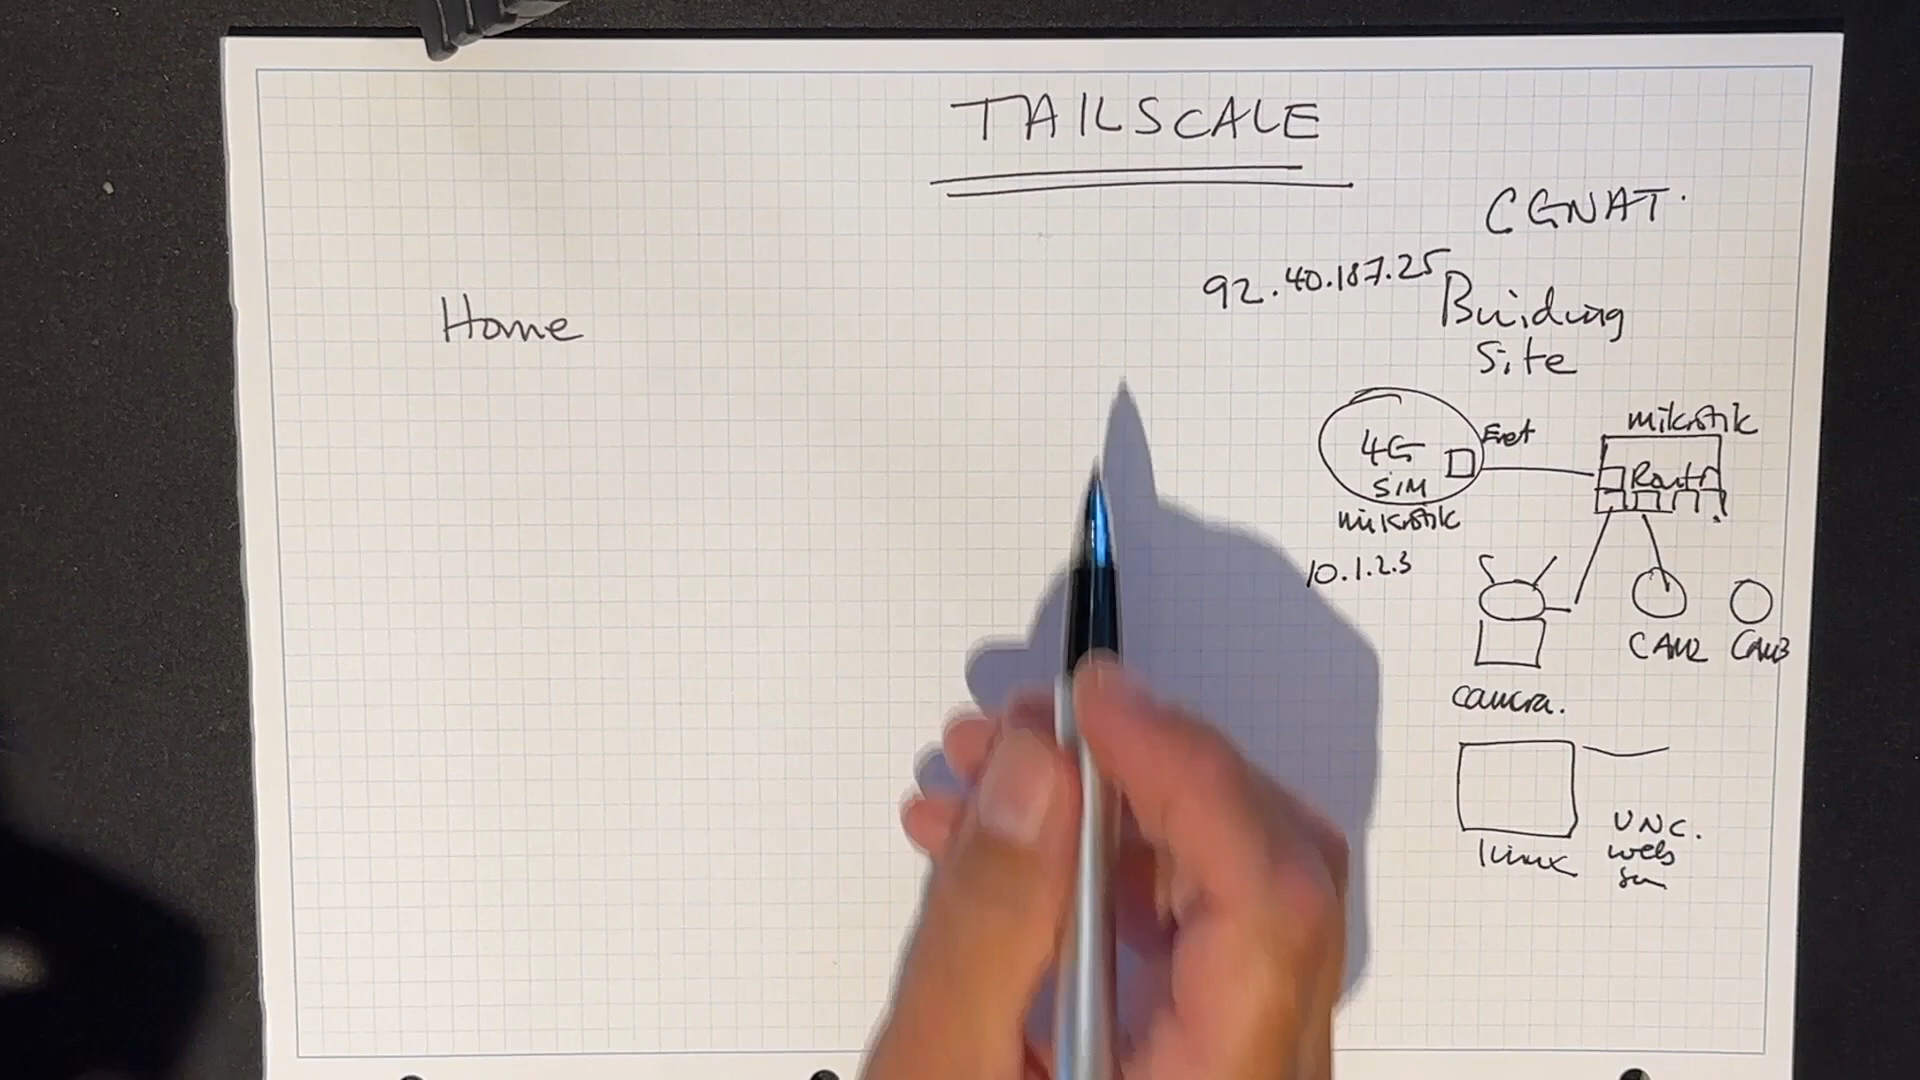 TAILSCALE
CGNAT.
92.40.187.25
Home
Building
Site
4G
SIM
Enet
mikrotik
Router
mikrotik
10.1.2.3
CAM2
CAM3
camera.
linux
VNC.
web